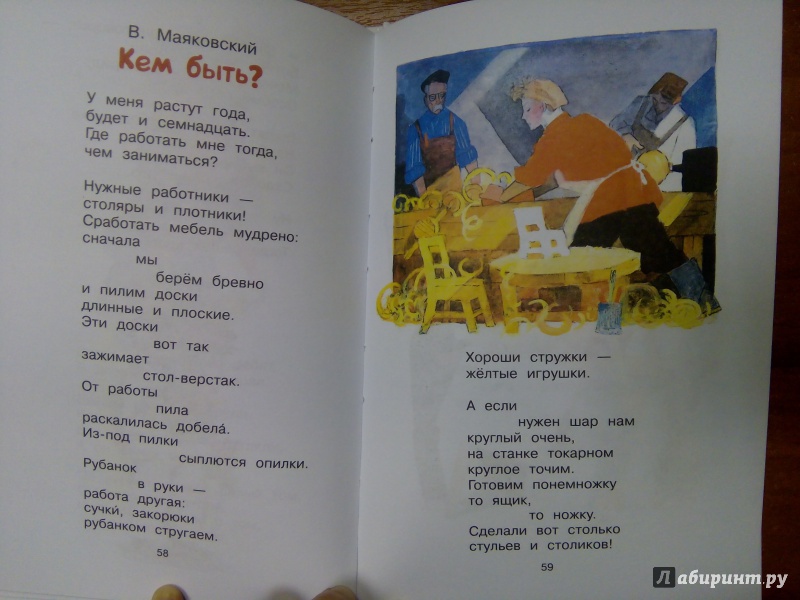 В. Маяковский
Кем быть?
У меня растут года,
будет и семнадцать.
Где работать мне тогда,
чем заниматься?
Нужные работники —
столяры и плотники!
Сработать мебель мудрено:
сначала
мы
берём бревно
и пилим доски
длинные и плоские.
Эти доски
вот так
зажимает
стол-верстак.
От работы
пила
раскалилась добела́.
Из-под пилки
сыплются опилки.
Рубанок
в руки —
работа другая:
сучки́, закорюки
рубанком стругаем.
58
Хороши стружки —
жёлтые игрушки.
А если
нужен шар нам
круглый очень,
на станке токарном
круглое точим.
Готовим понемножку
то ящик,
то ножку.
Сделали вот столько
стульев и столиков!
59
Лабиринт.ру